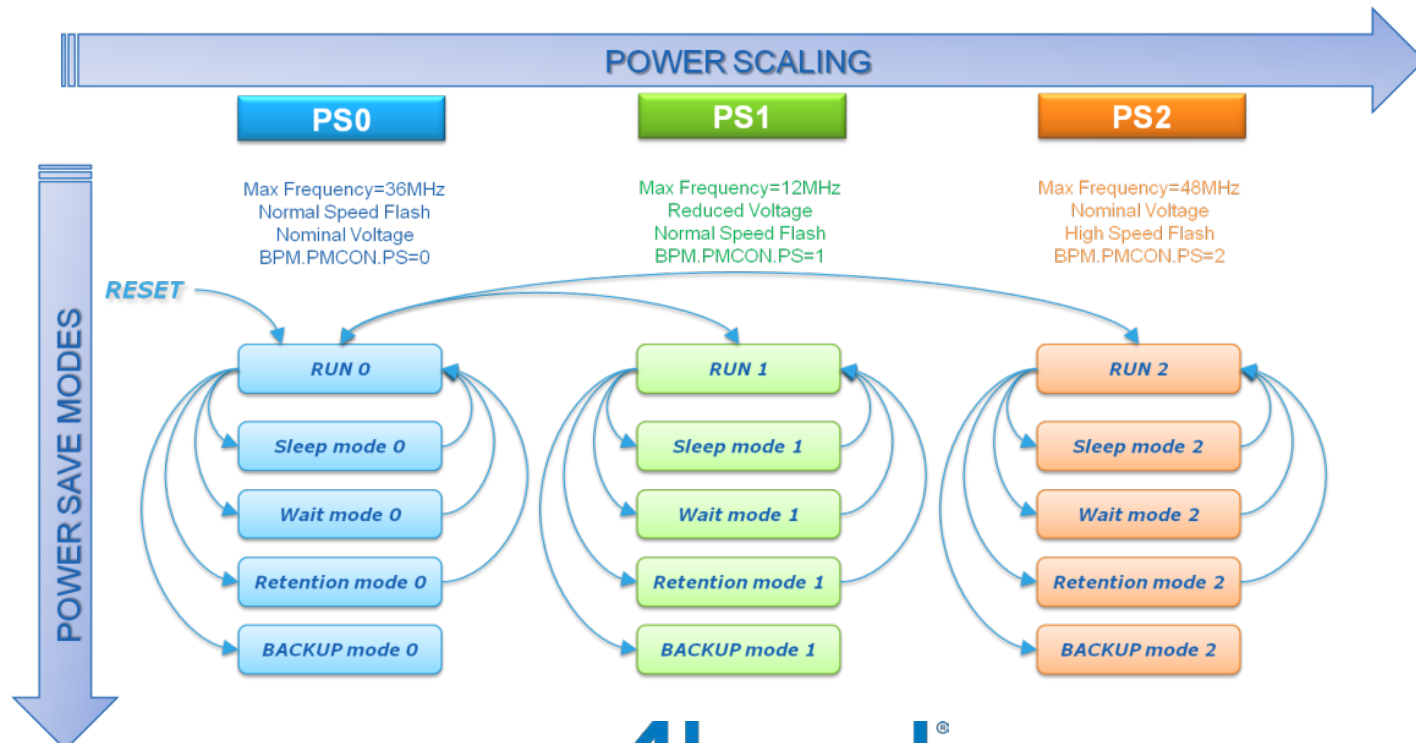 POWER SCALING
PS0
PS1
PS2
Max Frequency=36MHz
Normal Speed Flash
Nominal Voltage
BPM.PMCON.PS=0
Max Frequency=12MHz
Reduced Voltage
Normal Speed Flash
BPM.PMCON.PS=1
Max Frequency=48MHz
Nominal Voltage
High Speed Flash
BPM.PMCON.PS=2
RESET
POWER SAVE MODES
RUN 0
RUN 1
RUN 2
Sleep mode 0
Sleep mode 1
Sleep mode 2
Wait mode 0
Wait mode 1
Wait mode 2
Retention mode 0
Retention mode 1
Retention mode 2
BACKUP mode 0
BACKUP mode 1
BACKUP mode 2
®